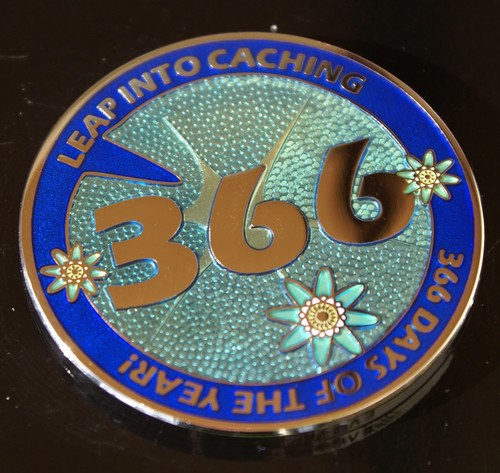 LEAP INTO CACHING
366
366 DAYS OF THE YEAR!